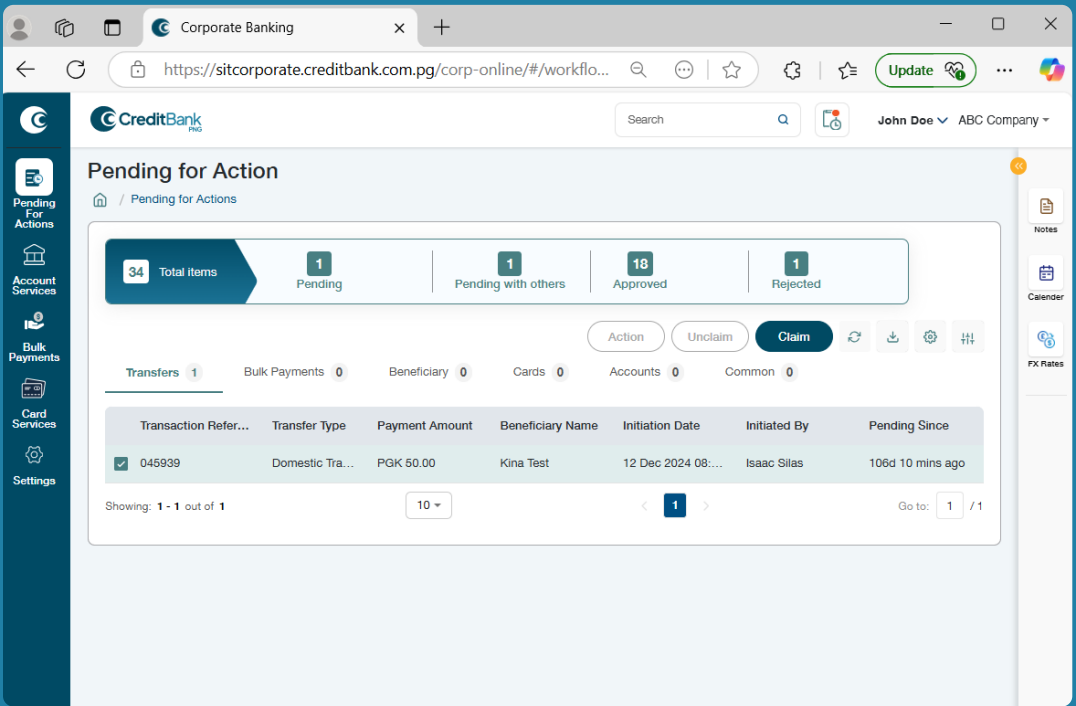 Corporate Banking
https://sitcorporate.creditbank.com.pg/corp-online/#/workflo...
Update
CreditBank
PNG
Search
John Doe
ABC Company
Pending
For
Actions
Account
Services
Bulk
Payments
Card
Services
Settings
Pending for Action
/ Pending for Actions
34 Total items
1
Pending
1
Pending with others
18
Approved
1
Rejected
Action
Unclaim
Claim
Transfers 1
Bulk Payments 0
Beneficiary 0
Cards 0
Accounts 0
Common 0
Transaction Refer... Transfer Type Payment Amount Beneficiary Name Initiation Date Initiated By Pending Since
045939 Domestic Tra... PGK 50.00 Kina Test 12 Dec 2024 08:... Isaac Silas 106d 10 mins ago
Showing: 1 - 1 out of 1
10
1
Go to: 1 / 1
Notes
Calender
FX Rates